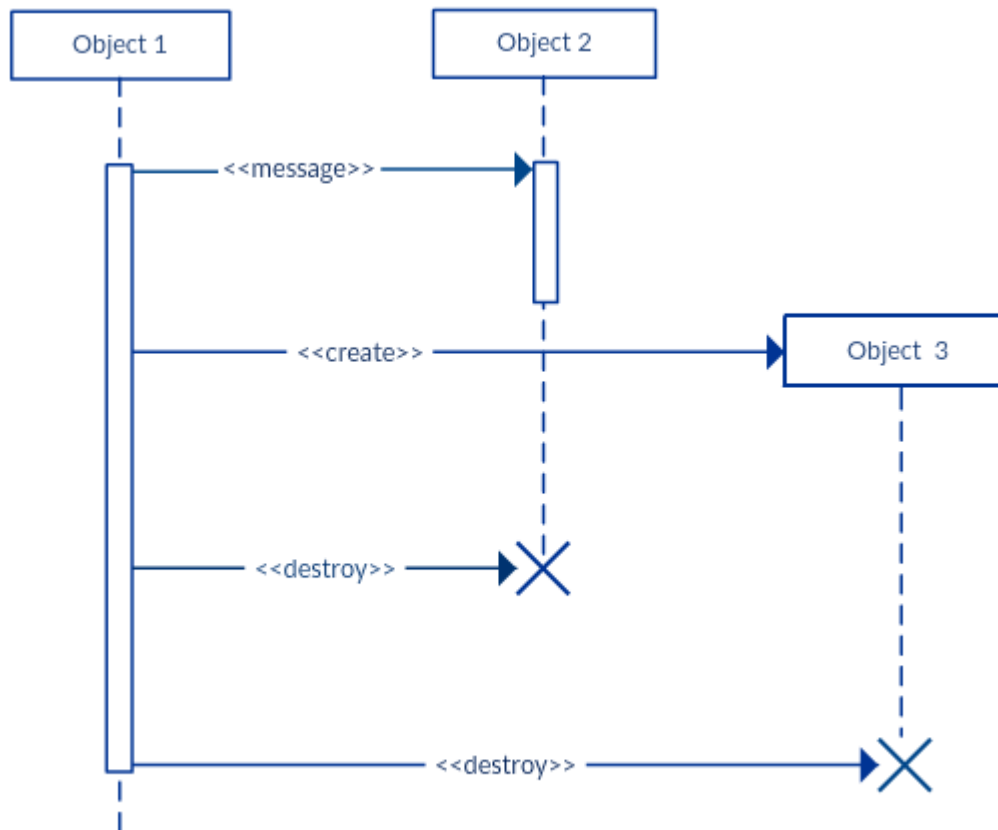 Object 1
Object 2
<<message>>
<<create>>
Object 3
<<destroy>>
<<destroy>>